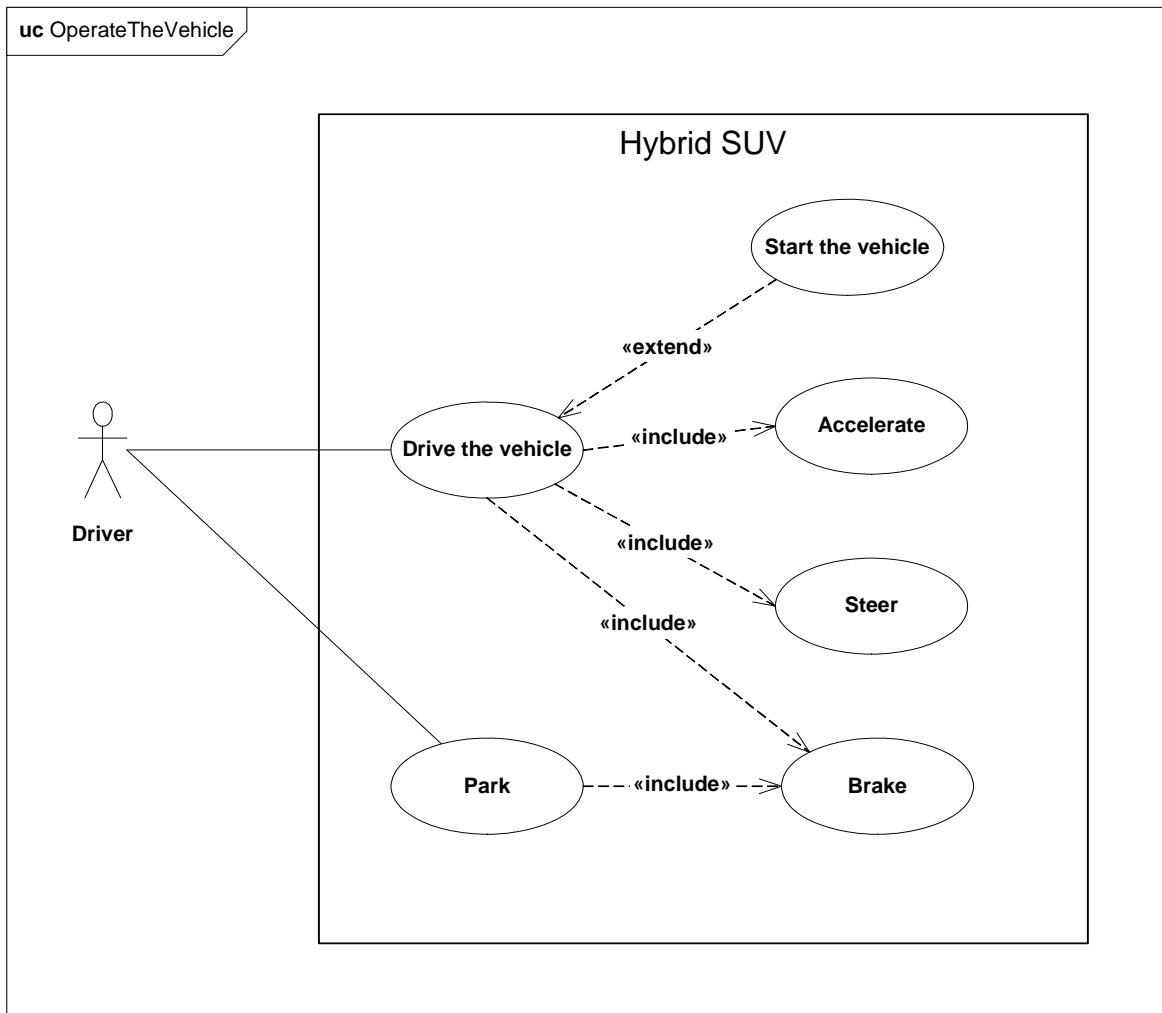 uc OperateTheVehicle
Hybrid SUV
Start the vehicle
«extend»
Accelerate
«include»
Drive the vehicle
Driver
«include»
Steer
«include»
Park
«include»
Brake